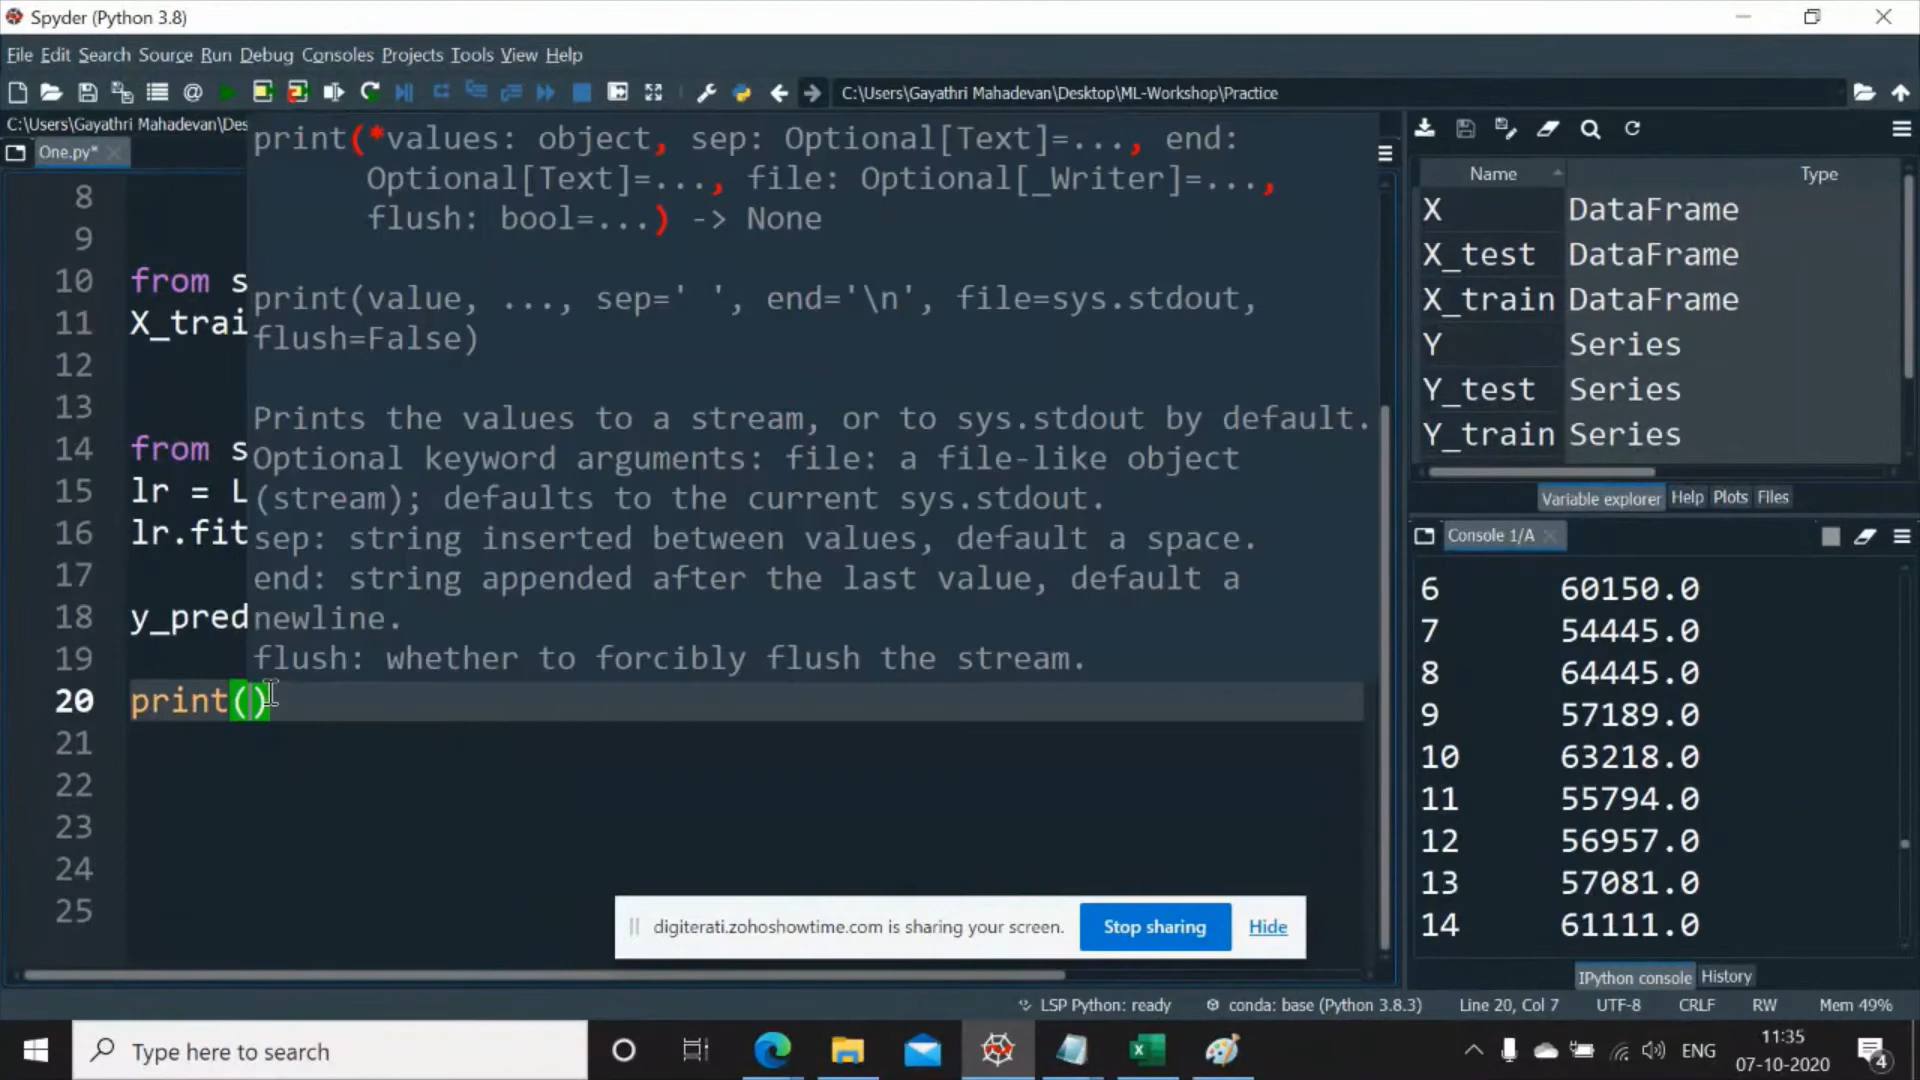 Spyder (Python 3.8)
File Edit Search Source Run Debug Consoles Projects Tools View Help
C:\Users\Gayathri Mahadevan\Desktop\ML-Workshop\Practice
C:\Users\Gayathri Mahadevan\Des
One.py*
print(*values: object, sep: Optional[Text]=..., end:
Optional[Text]=..., file: Optional[_Writer]=...,
flush: bool=...) -> None
print(value, ..., sep=' ', end='\n', file=sys.stdout,
flush=False)
Prints the values to a stream, or to sys.stdout by default.
Optional keyword arguments: file: a file-like object
(stream); defaults to the current sys.stdout.
sep: string inserted between values, default a space.
end: string appended after the last value, default a
newline.
flush: whether to forcibly flush the stream.
8
9
10 from s
11 X_trai
12
13
14 from s
15 lr = L
16 lr.fit
17
18 y_pred
19
20 print()
21
22
23
24
25
Name Type
X DataFrame
X_test DataFrame
X_train DataFrame
Y Series
Y_test Series
Y_train Series
Variable explorer Help Plots Files
Console 1/A
6 60150.0
7 54445.0
8 64445.0
9 57189.0
10 63218.0
11 55794.0
12 56957.0
13 57081.0
14 61111.0
IPython console History
digiterati.zohoshowtime.com is sharing your screen. Stop sharing Hide
LSP Python: ready conda: base (Python 3.8.3) Line 20, Col 7 UTF-8 CRLF RW Mem 49%
Type here to search
ENG
11:35
07-10-2020
4